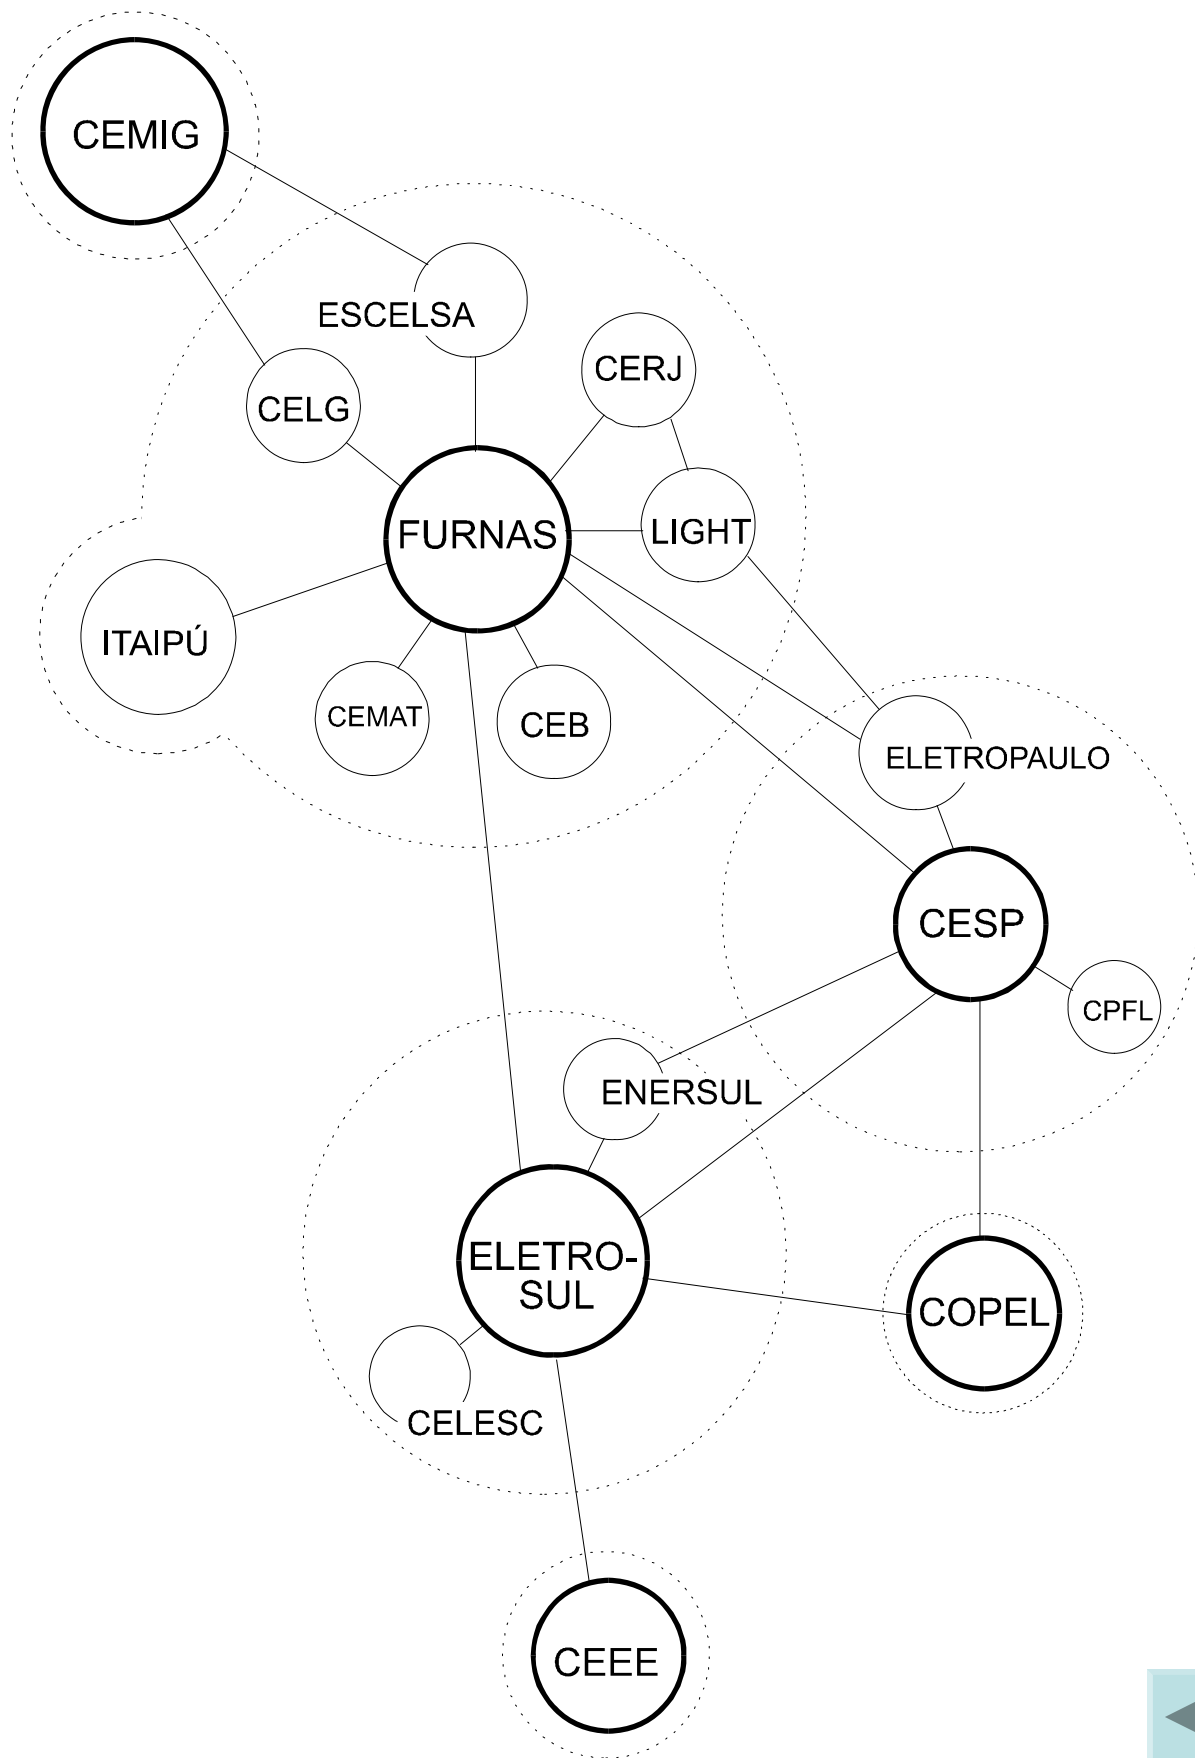 CEMIG
ESCELSA
CERJ
CELG
LIGHT
FURNAS
ITAIPÚ
CEMAT
CEB
ELETROPAULO
CESP
CPFL
ENERSUL
ELETRO-
SUL
COPEL
CELESC
CEEE